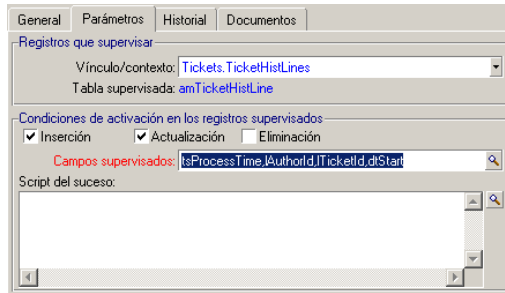 General Parámetros Historial Documentos
Registros que supervisar
Vínculo/contexto: Tickets.TicketHistLines
Tabla supervisada: amTicketHistLine
Condiciones de activación en los registros supervisados
Inserción Actualización Eliminación
Campos supervisados: tsProcessTime,lAuthorId,lTicketId,dtStart
Script del suceso: